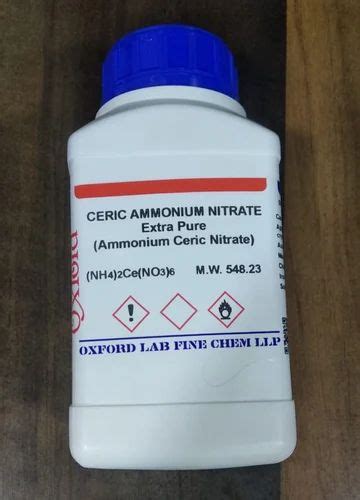 Oxford
CERIC AMMONIUM NITRATE
Extra Pure
(Ammonium Ceric Nitrate)
(NH4)2Ce(NO3)6 M.W. 548.23
OXFORD LAB FINE CHEM LLP